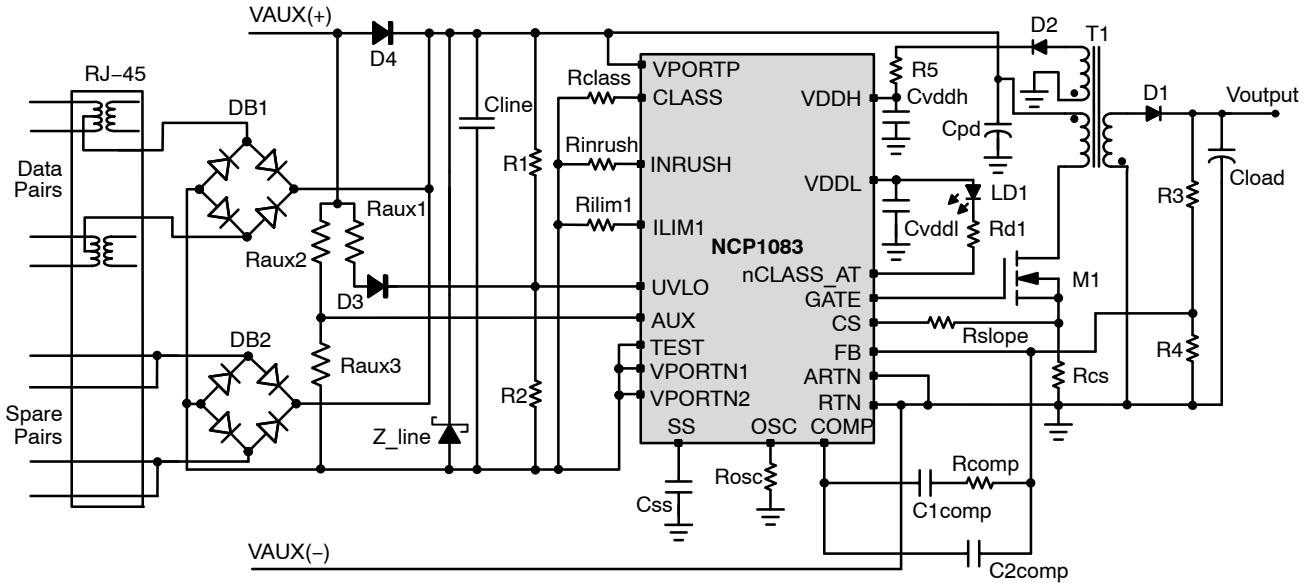 VAUX(+)
D4
D2
T1
RJ–45
DB1
Data
Pairs
Cline
R1
Raux1
Raux2
D3
DB2
Raux3
R2
Z_line
Spare
Pairs
Rclass
Rinrush
Rilim1
VPORTP
CLASS
INRUSH
ILIM1
NCP1083
UVLO
AUX
TEST
VPORTN1
VPORTN2
SS
OSC
COMP
VDDH
VDDL
nCLASS_AT
GATE
CS
FB
ARTN
RTN
R5
Cvddh
Cpd
LD1
Cvddl
Rd1
M1
Rslope
Rcs
D1
Voutput
R3
Cload
R4
Css
Rosc
Rcomp
C1comp
C2comp
VAUX(–)